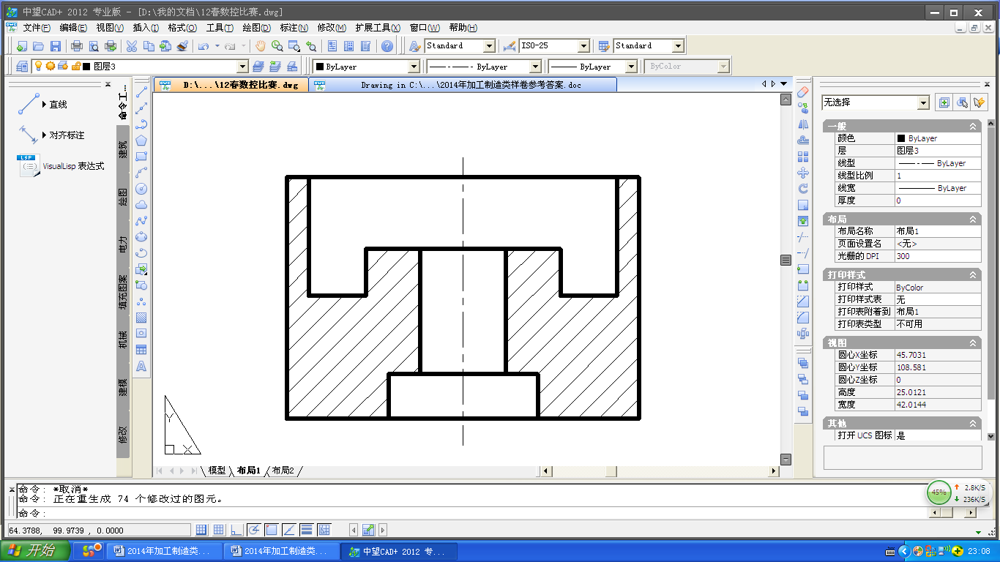 中望CAD+ 2012 专业版 - [D:\我的文档\12春数控比赛.dwg]
文件(F) 编辑(E) 视图(V) 插入(I) 格式(O) 工具(T) 绘图(D) 标注(N) 修改(M) 扩展工具(X) 窗口(W) 帮助(H)
Standard ISO-25 Standard
图层3 ByLayer ByLayer ByLayer ByColor
D:\...\12春数控比赛.dwg Drawing in C:\...\2014年加工制造类样卷参考答案.doc
直线
对齐标注
LSP VisualLisp 表达式
命令工...
建筑
绘图
电力
填充图案
机械
建模
修改
Y
X
模型 布局1 布局2
无选择
一般
颜色 ByLayer
层 图层3
线型 ByLayer
线型比例 1
线宽 ByLayer
厚度 0
布局
布局名称 布局1
页面设置名 <无>
光栅的DPI 300
打印样式
打印样式 ByColor
打印样式表 无
打印表附着到 布局1
打印表类型 不可用
视图
圆心X坐标 45.7031
圆心Y坐标 108.581
圆心Z坐标 0
高度 25.0121
宽度 42.0144
其他
打开UCS图标 是
命令: *取消*
命令: 正在重生成 74 个修改过的图元。
命令:
45% 2.8K/S
236K/S
64.3788, 99.9739 , 0.0000
开始 2014年加工制造类... 2014年加工制造类... 中望CAD+ 2012 专... 23:08